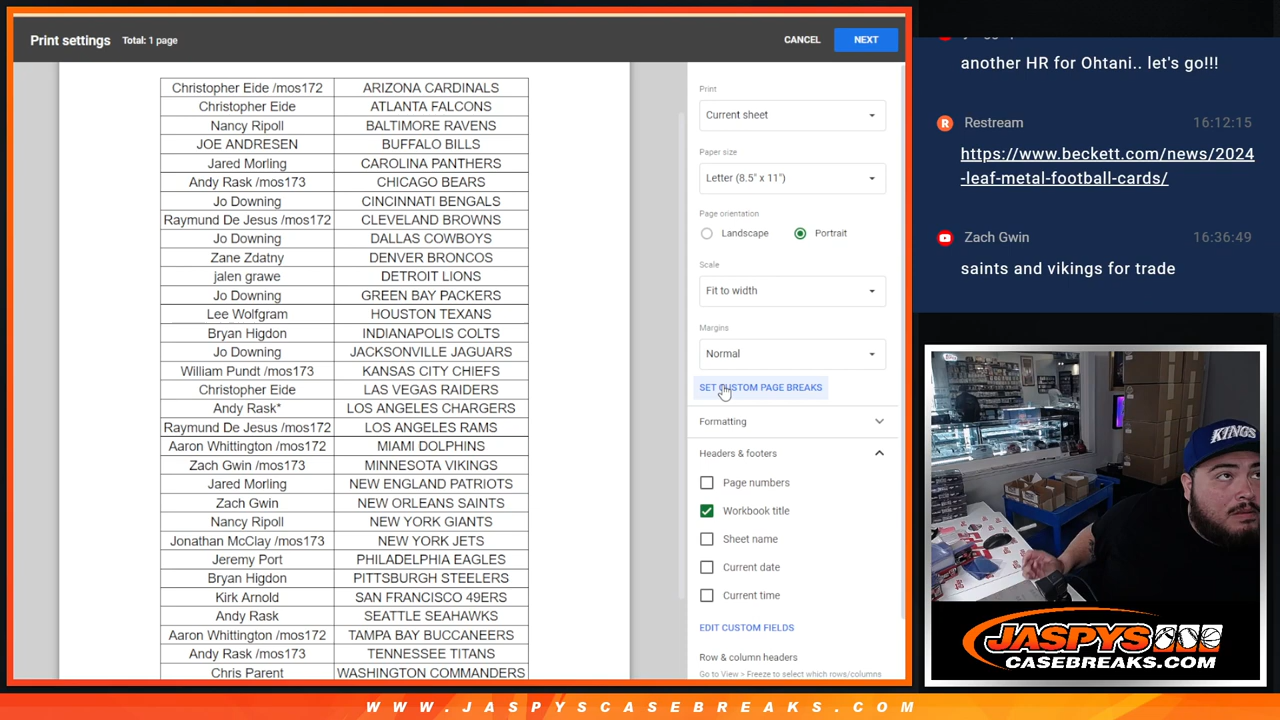 Print settings Total: 1 page CANCEL NEXT
Christopher Eide /mos172 ARIZONA CARDINALS
Christopher Eide ATLANTA FALCONS
Nancy Ripoll BALTIMORE RAVENS
JOE ANDRESEN BUFFALO BILLS
Jared Morling CAROLINA PANTHERS
Andy Rask /mos173 CHICAGO BEARS
Jo Downing CINCINNATI BENGALS
Raymund De Jesus /mos172 CLEVELAND BROWNS
Jo Downing DALLAS COWBOYS
Zane Zdatny DENVER BRONCOS
jalen grawe DETROIT LIONS
Jo Downing GREEN BAY PACKERS
Lee Wolfgram HOUSTON TEXANS
Bryan Higdon INDIANAPOLIS COLTS
Jo Downing JACKSONVILLE JAGUARS
William Pundt /mos173 KANSAS CITY CHIEFS
Christopher Eide LAS VEGAS RAIDERS
Andy Rask* LOS ANGELES CHARGERS
Raymund De Jesus /mos172 LOS ANGELES RAMS
Aaron Whittington /mos172 MIAMI DOLPHINS
Zach Gwin /mos173 MINNESOTA VIKINGS
Jared Morling NEW ENGLAND PATRIOTS
Zach Gwin NEW ORLEANS SAINTS
Nancy Ripoll NEW YORK GIANTS
Jonathan McClay /mos173 NEW YORK JETS
Jeremy Port PHILADELPHIA EAGLES
Bryan Higdon PITTSBURGH STEELERS
Kirk Arnold SAN FRANCISCO 49ERS
Andy Rask SEATTLE SEAHAWKS
Aaron Whittington /mos172 TAMPA BAY BUCCANEERS
Andy Rask /mos173 TENNESSEE TITANS
Chris Parent WASHINGTON COMMANDERS
Print
Current sheet
Paper size
Letter (8.5" x 11")
Page orientation
Landscape Portrait
Scale
Fit to width
Margins
Normal
SET CUSTOM PAGE BREAKS
Formatting
Headers & footers
Page numbers
Workbook title
Sheet name
Current date
Current time
EDIT CUSTOM FIELDS
Row & column headers
Go to View > Freeze to select which rows/columns
another HR for Ohtani.. let's go!!!
R Restream 16:12:15
https://www.beckett.com/news/2024
-leaf-metal-football-cards/
Zach Gwin 16:36:49
saints and vikings for trade
KINGS
JASPYS
CASEBREAKS.COM
WWW.JASPYSCASEBREAKS.COM